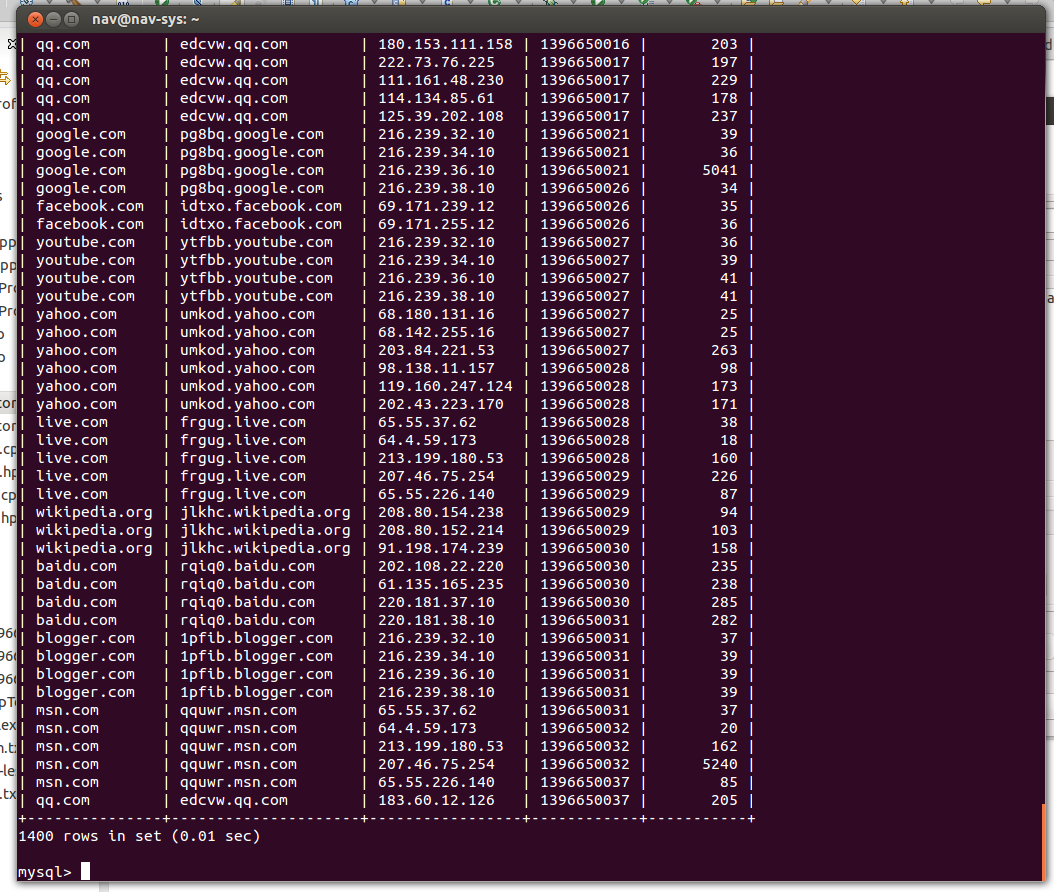 nav@nav-sys: ~
| qq.com | edcvw.qq.com | 180.153.111.158 | 1396650016 | 203 |
| qq.com | edcvw.qq.com | 222.73.76.225 | 1396650017 | 197 |
| qq.com | edcvw.qq.com | 111.161.48.230 | 1396650017 | 229 |
| qq.com | edcvw.qq.com | 114.134.85.61 | 1396650017 | 178 |
| qq.com | edcvw.qq.com | 125.39.202.108 | 1396650017 | 237 |
| google.com | pg8bq.google.com | 216.239.32.10 | 1396650021 | 39 |
| google.com | pg8bq.google.com | 216.239.34.10 | 1396650021 | 36 |
| google.com | pg8bq.google.com | 216.239.36.10 | 1396650021 | 5041 |
| google.com | pg8bq.google.com | 216.239.38.10 | 1396650026 | 34 |
| facebook.com | idtxo.facebook.com | 69.171.239.12 | 1396650026 | 35 |
| facebook.com | idtxo.facebook.com | 69.171.255.12 | 1396650026 | 36 |
| youtube.com | ytfbb.youtube.com | 216.239.32.10 | 1396650027 | 36 |
| youtube.com | ytfbb.youtube.com | 216.239.34.10 | 1396650027 | 39 |
| youtube.com | ytfbb.youtube.com | 216.239.36.10 | 1396650027 | 41 |
| youtube.com | ytfbb.youtube.com | 216.239.38.10 | 1396650027 | 41 |
| yahoo.com | umkod.yahoo.com | 68.180.131.16 | 1396650027 | 25 |
| yahoo.com | umkod.yahoo.com | 68.142.255.16 | 1396650027 | 25 |
| yahoo.com | umkod.yahoo.com | 203.84.221.53 | 1396650027 | 263 |
| yahoo.com | umkod.yahoo.com | 98.138.11.157 | 1396650028 | 98 |
| yahoo.com | umkod.yahoo.com | 119.160.247.124 | 1396650028 | 173 |
| yahoo.com | umkod.yahoo.com | 202.43.223.170 | 1396650028 | 171 |
| live.com | frgug.live.com | 65.55.37.62 | 1396650028 | 38 |
| live.com | frgug.live.com | 64.4.59.173 | 1396650028 | 18 |
| live.com | frgug.live.com | 213.199.180.53 | 1396650028 | 160 |
| live.com | frgug.live.com | 207.46.75.254 | 1396650029 | 226 |
| live.com | frgug.live.com | 65.55.226.140 | 1396650029 | 87 |
| wikipedia.org | jlkhc.wikipedia.org | 208.80.154.238 | 1396650029 | 94 |
| wikipedia.org | jlkhc.wikipedia.org | 208.80.152.214 | 1396650029 | 103 |
| wikipedia.org | jlkhc.wikipedia.org | 91.198.174.239 | 1396650030 | 158 |
| baidu.com | rqiq0.baidu.com | 202.108.22.220 | 1396650030 | 235 |
| baidu.com | rqiq0.baidu.com | 61.135.165.235 | 1396650030 | 238 |
| baidu.com | rqiq0.baidu.com | 220.181.37.10 | 1396650030 | 285 |
| baidu.com | rqiq0.baidu.com | 220.181.38.10 | 1396650031 | 282 |
| blogger.com | 1pfib.blogger.com | 216.239.32.10 | 1396650031 | 37 |
| blogger.com | 1pfib.blogger.com | 216.239.34.10 | 1396650031 | 39 |
| blogger.com | 1pfib.blogger.com | 216.239.36.10 | 1396650031 | 39 |
| blogger.com | 1pfib.blogger.com | 216.239.38.10 | 1396650031 | 39 |
| msn.com | qquwr.msn.com | 65.55.37.62 | 1396650031 | 37 |
| msn.com | qquwr.msn.com | 64.4.59.173 | 1396650032 | 20 |
| msn.com | qquwr.msn.com | 213.199.180.53 | 1396650032 | 162 |
| msn.com | qquwr.msn.com | 207.46.75.254 | 1396650032 | 5240 |
| msn.com | qquwr.msn.com | 65.55.226.140 | 1396650037 | 85 |
| qq.com | edcvw.qq.com | 183.60.12.126 | 1396650037 | 205 |
+---------------+---------------------+-----------------+------------+-----------+
1400 rows in set (0.01 sec)
mysql>